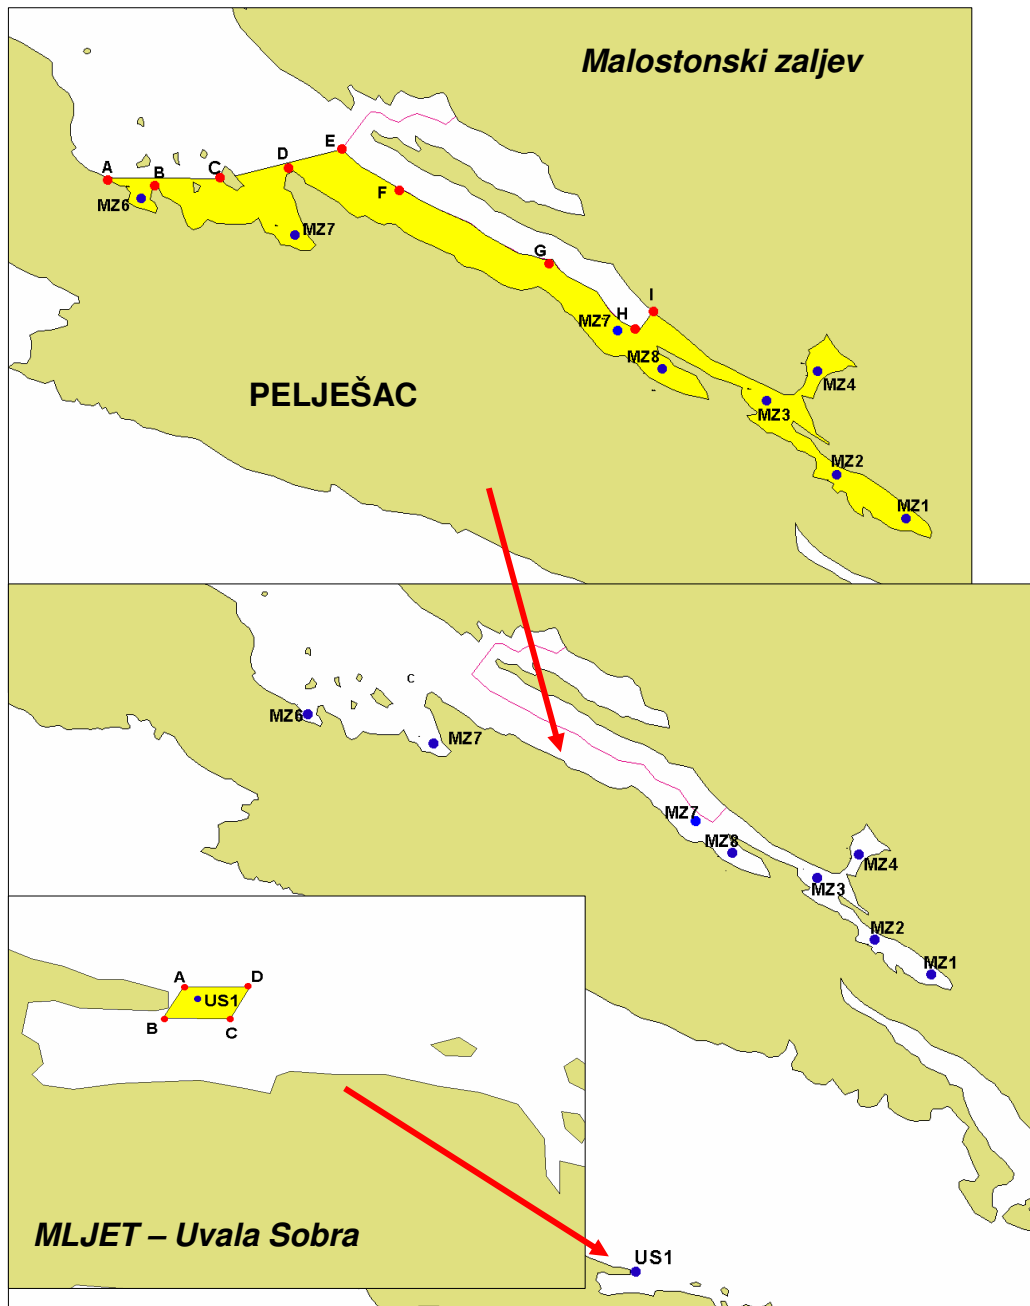 Malostonski zaljev
E
D
A
B
C
F
MZ6
MZ7
G
I
H
MZ7
MZ8
MZ4
PELJEŠAC
MZ3
MZ2
MZ1
C
MZ6
MZ7
MZ7
MZ8
MZ4
MZ3
MZ2
MZ1
A
D
US1
B
C
MLJET – Uvala Sobra
US1